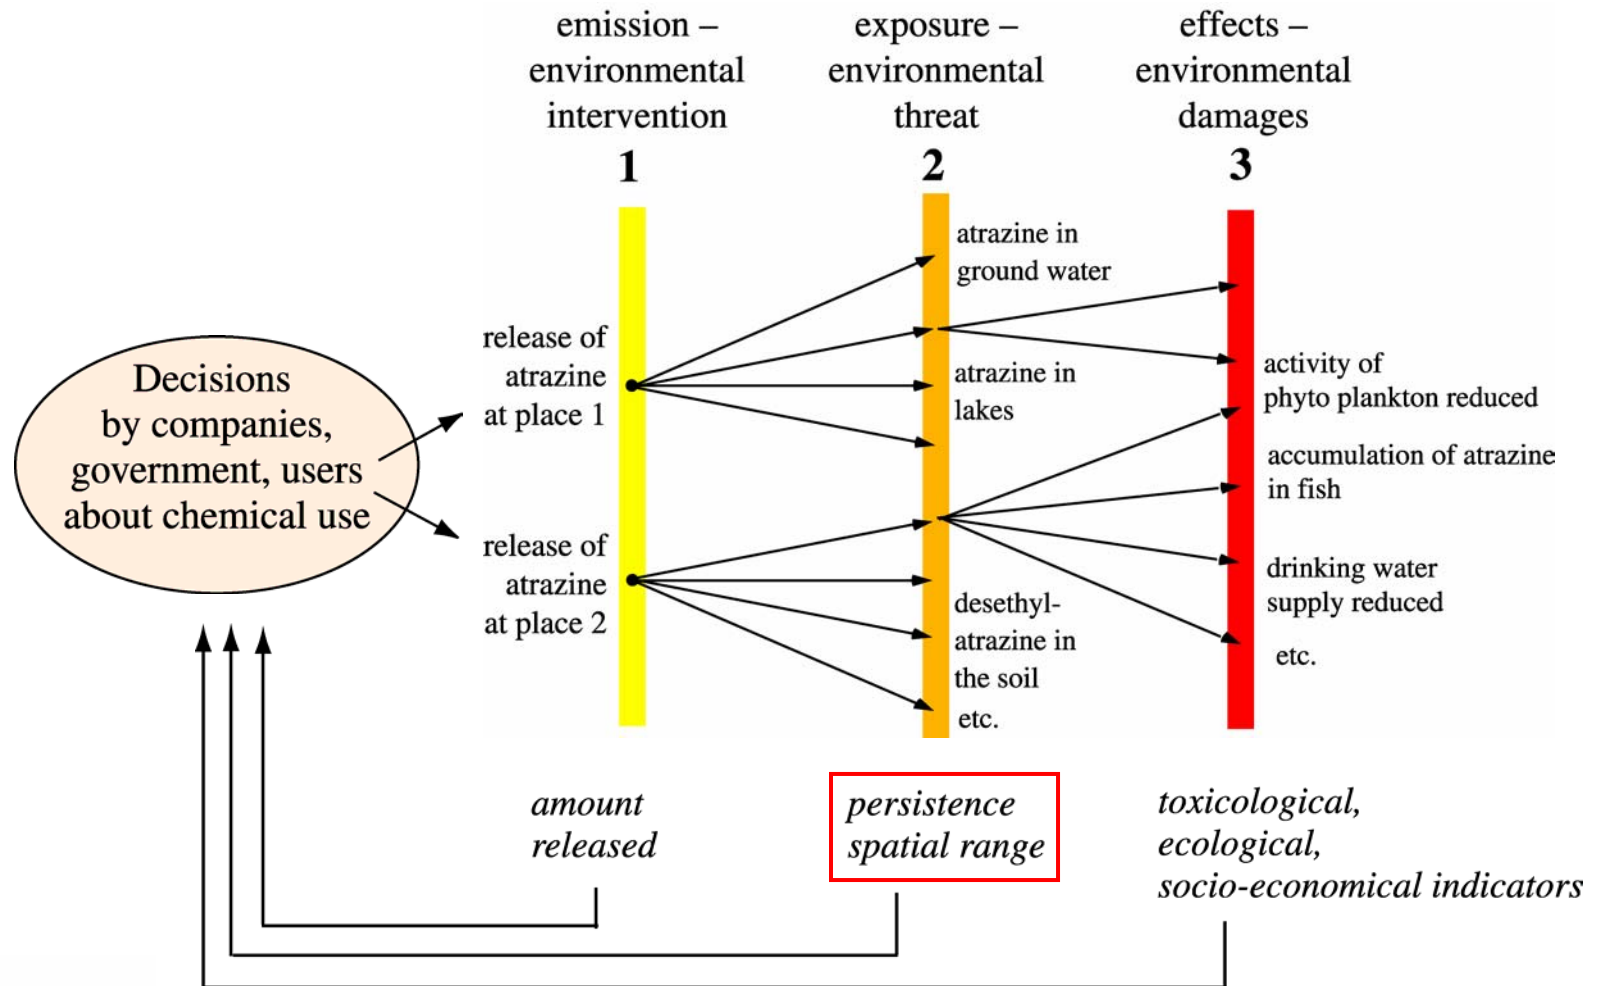 emission –
environmental
intervention
1
exposure –
environmental
threat
2
effects –
environmental
damages
3
Decisions
by companies,
government, users
about chemical use
release of
atrazine
at place 1
release of
atrazine
at place 2
atrazine in
ground water
atrazine in
lakes
desethyl-
atrazine in
the soil
etc.
activity of
phyto plankton reduced
accumulation of atrazine
in fish
drinking water
supply reduced
etc.
amount
released
persistence
spatial range
toxicological,
ecological,
socio-economical indicators